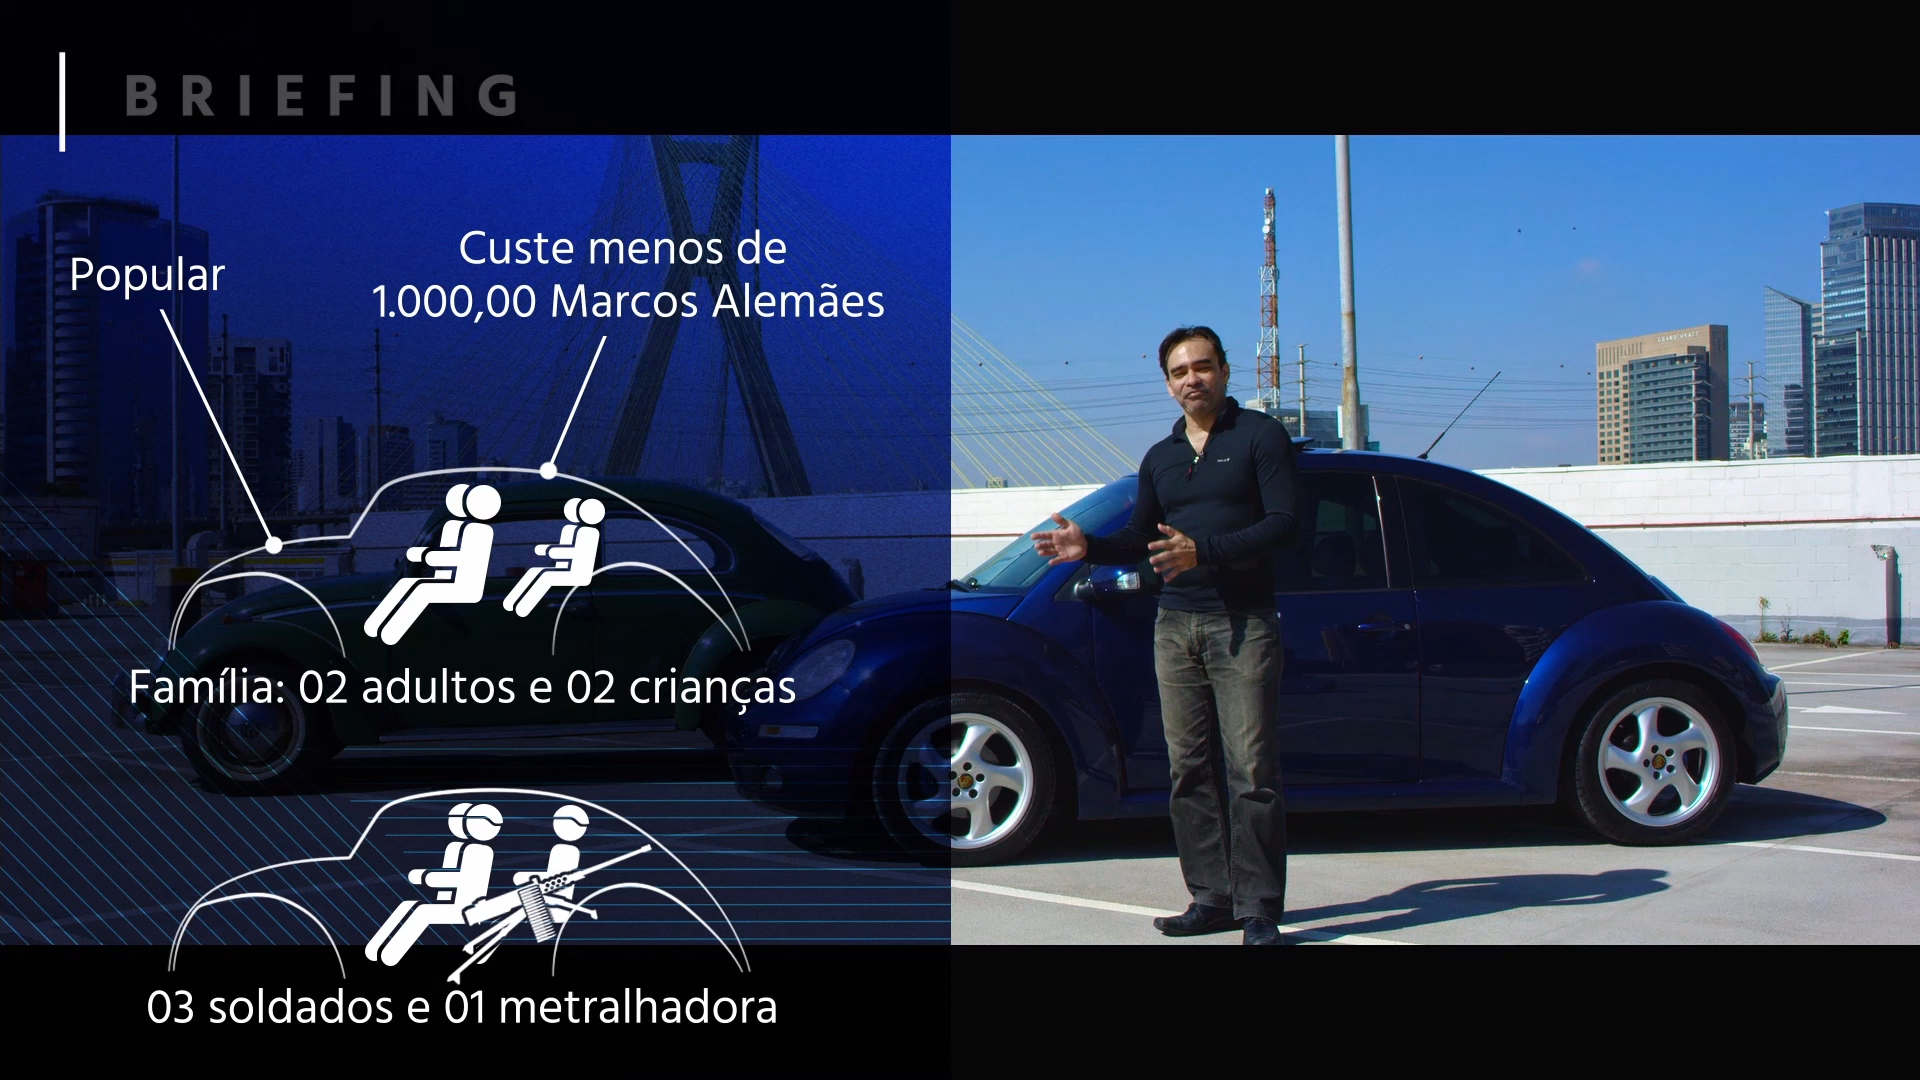 BRIEFING
Popular
Custe menos de
1.000,00 Marcos Alemães
Família: 02 adultos e 02 crianças
03 soldados e 01 metralhadora